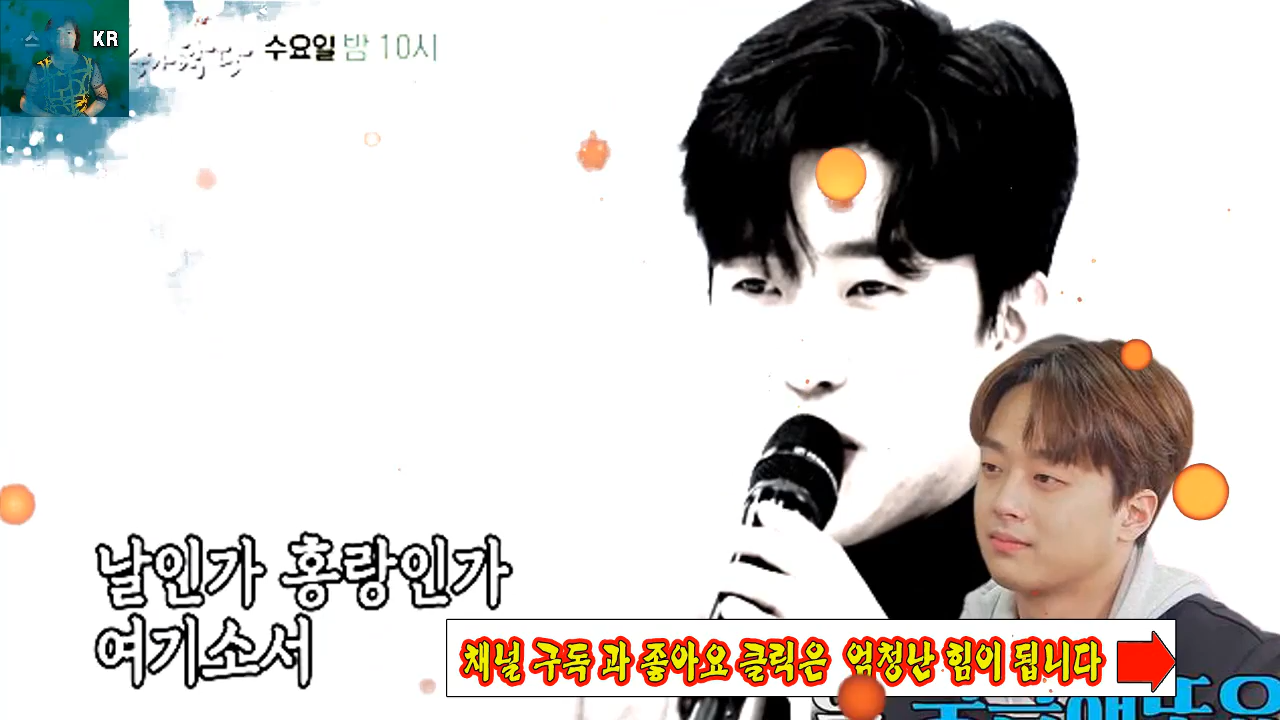 KR
수요일 밤 10시
날인가 홍랑인가
여기소서
채널 구독 과 좋아요 클릭은 엄청난 힘이 됩니다